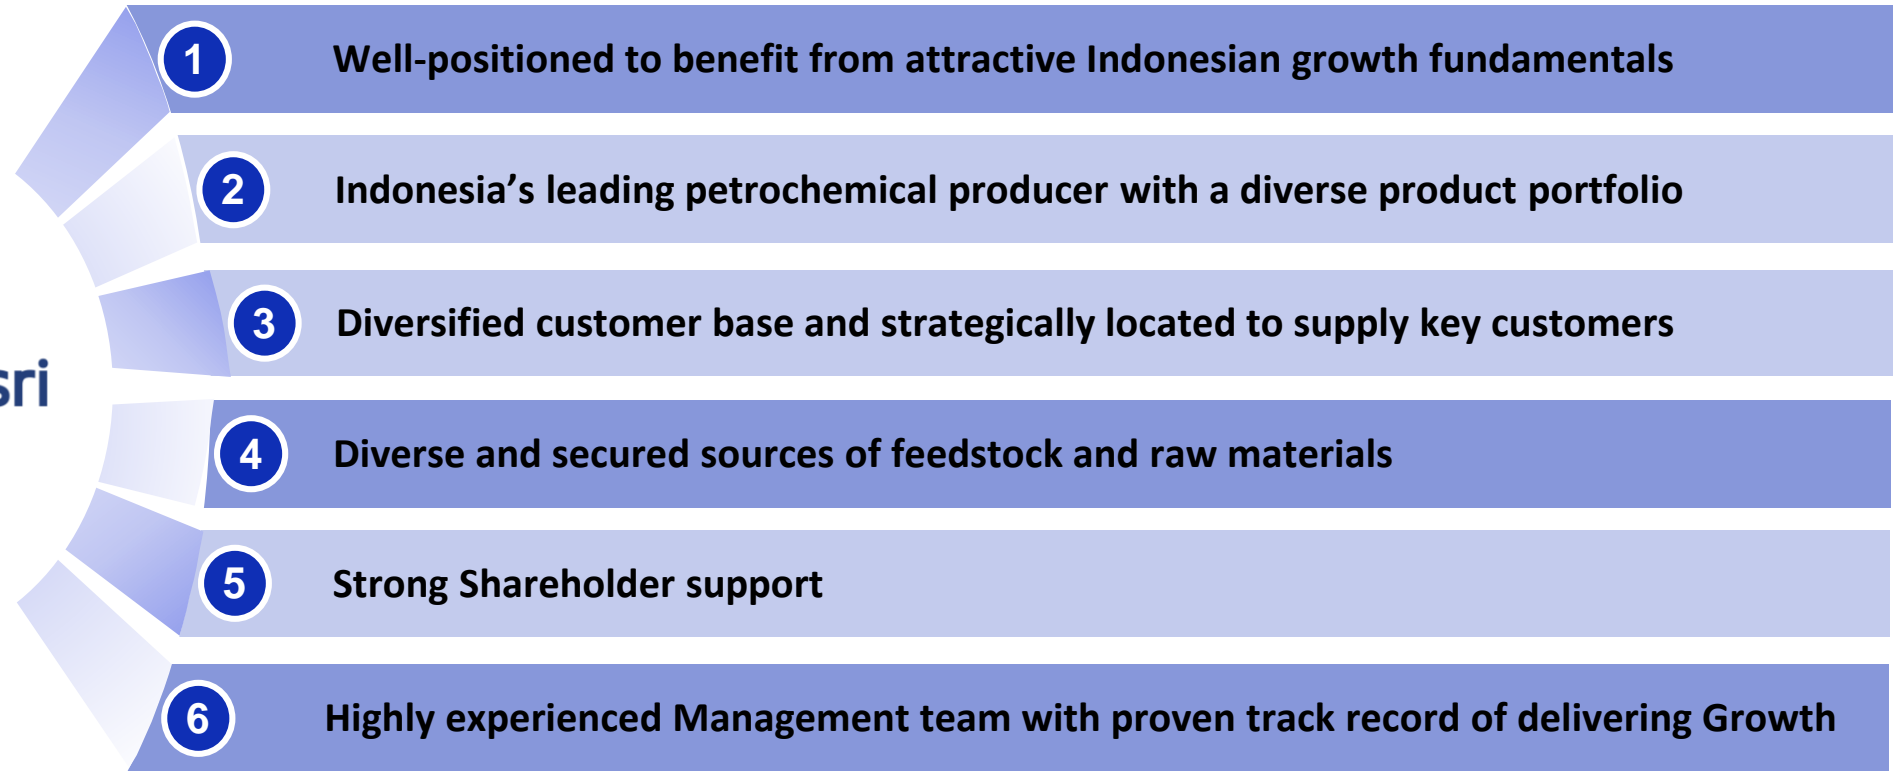 1 Well-positioned to benefit from attractive Indonesian growth fundamentals
2 Indonesia’s leading petrochemical producer with a diverse product portfolio
3 Diversified customer base and strategically located to supply key customers
sri
4 Diverse and secured sources of feedstock and raw materials
5 Strong Shareholder support
6 Highly experienced Management team with proven track record of delivering Growth